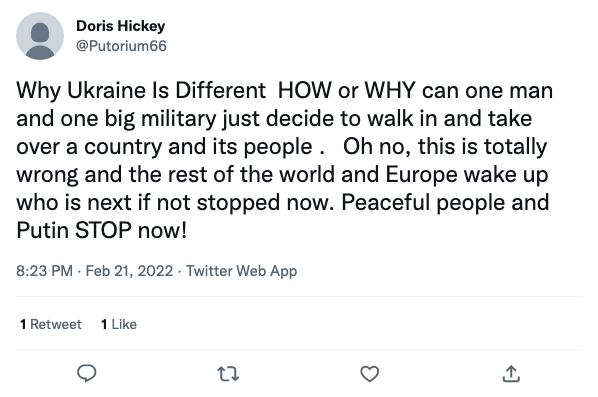 Doris Hickey
@Putorium66
Why Ukraine Is Different  HOW or WHY can one man
and one big military just decide to walk in and take
over a country and its people .   Oh no, this is totally
wrong and the rest of the world and Europe wake up
who is next if not stopped now. Peaceful people and
Putin STOP now!
8:23 PM · Feb 21, 2022 · Twitter Web App
1 Retweet   1 Like